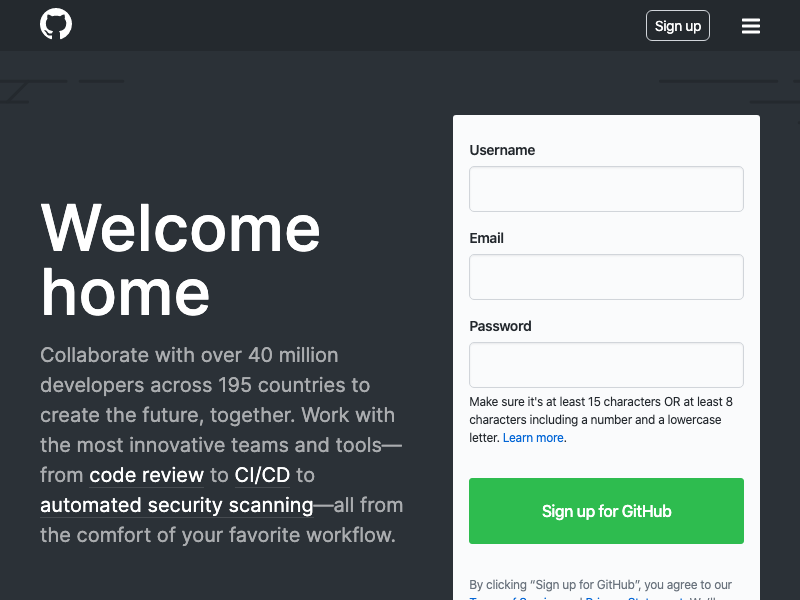 Sign up
Welcome
home
Collaborate with over 40 million
developers across 195 countries to
create the future, together. Work with
the most innovative teams and tools—
from code review to CI/CD to
automated security scanning—all from
the comfort of your favorite workflow.
Username
Email
Password
Make sure it's at least 15 characters OR at least 8
characters including a number and a lowercase
letter. Learn more.
Sign up for GitHub
By clicking “Sign up for GitHub”, you agree to our